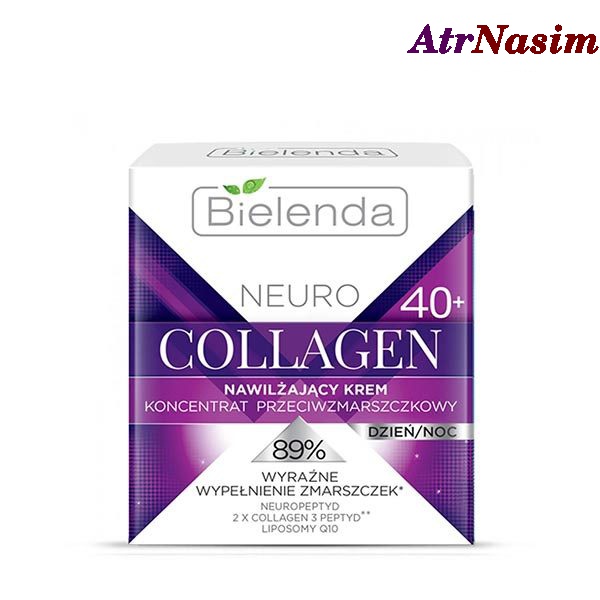 AtrNasim
Bielenda
Bielenda
NEURO
40+
COLLAGEN
NAWILŻAJĄCY KREM
KONCENTRAT PRZECIWZMARSZCZKOWY
DZIEŃ/NOC
89%
WYRAŹNE
WYPEŁNIENIE ZMARSZCZEK*
NEUROPEPTYD
2 X COLLAGEN 3 PEPTYD**
LIPOSOMY Q10